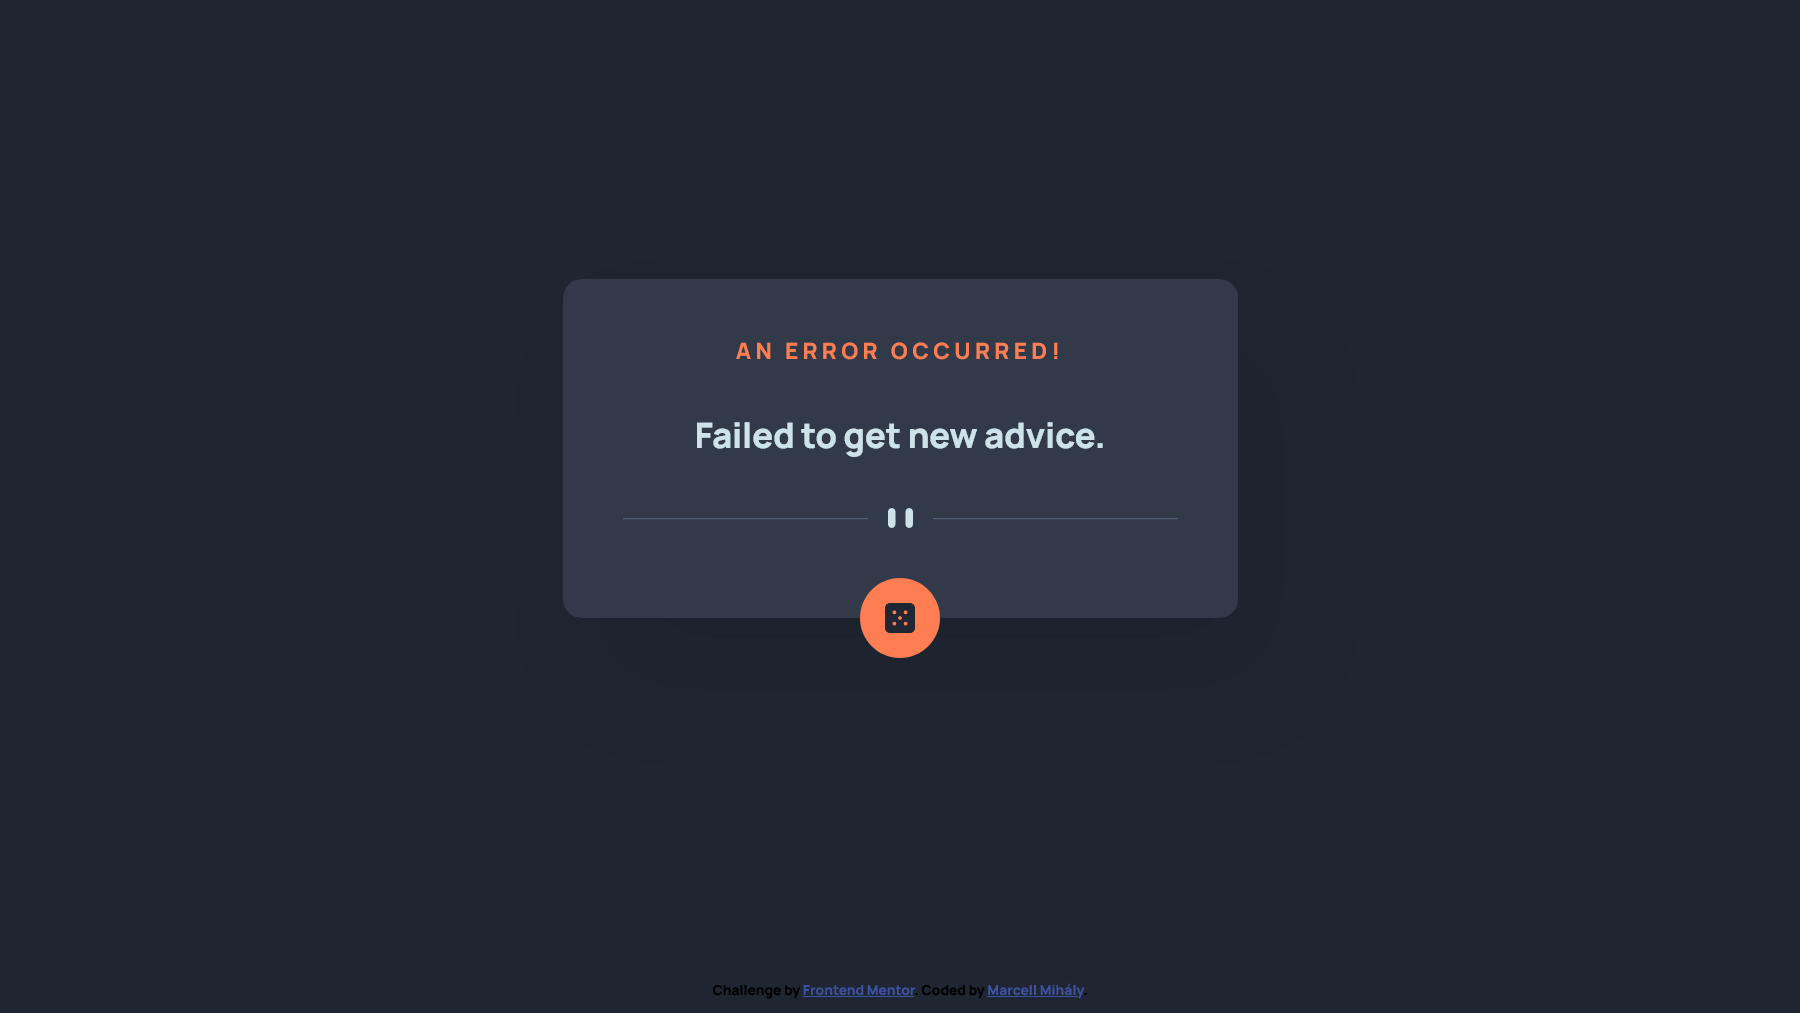 AN ERROR OCCURRED!
Failed to get new advice.
Challenge by Frontend Mentor. Coded by Marcell Mihály.